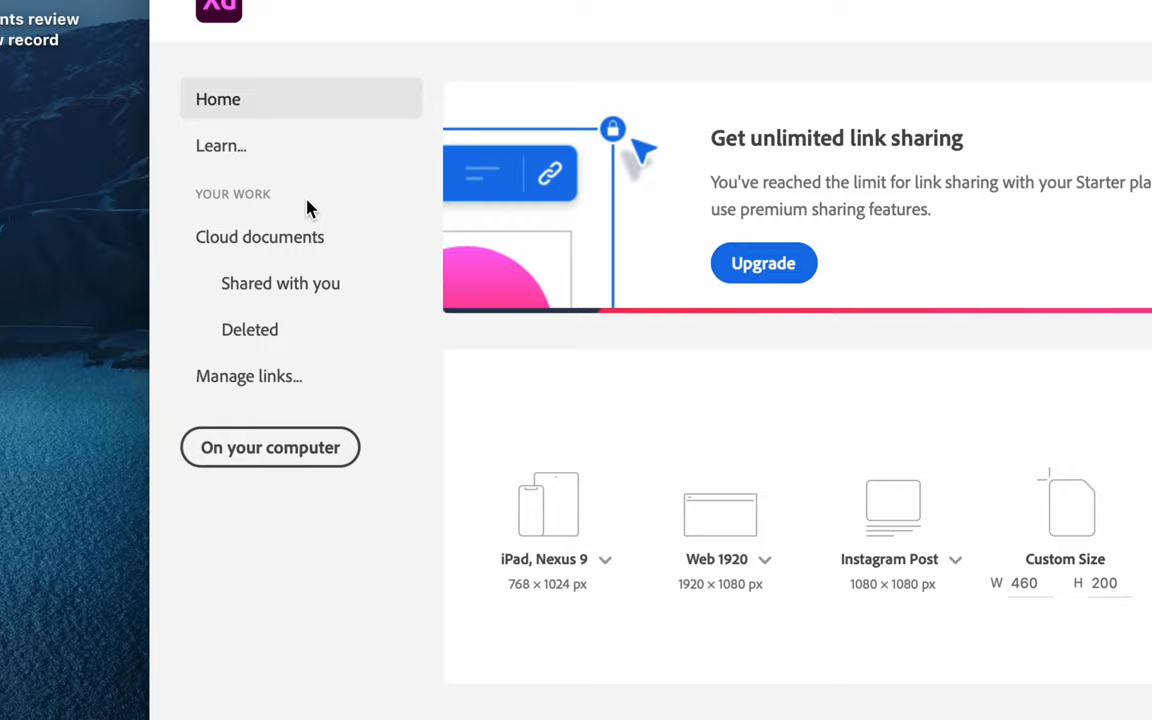 nts review
record
Home
Learn...
YOUR WORK
Cloud documents
Shared with you
Deleted
Manage links...
On your computer
Get unlimited link sharing
You've reached the limit for link sharing with your Starter pla
use premium sharing features.
Upgrade
iPad, Nexus 9
768 × 1024 px
Web 1920
1920 × 1080 px
Instagram Post
1080 × 1080 px
Custom Size
W 460 H 200